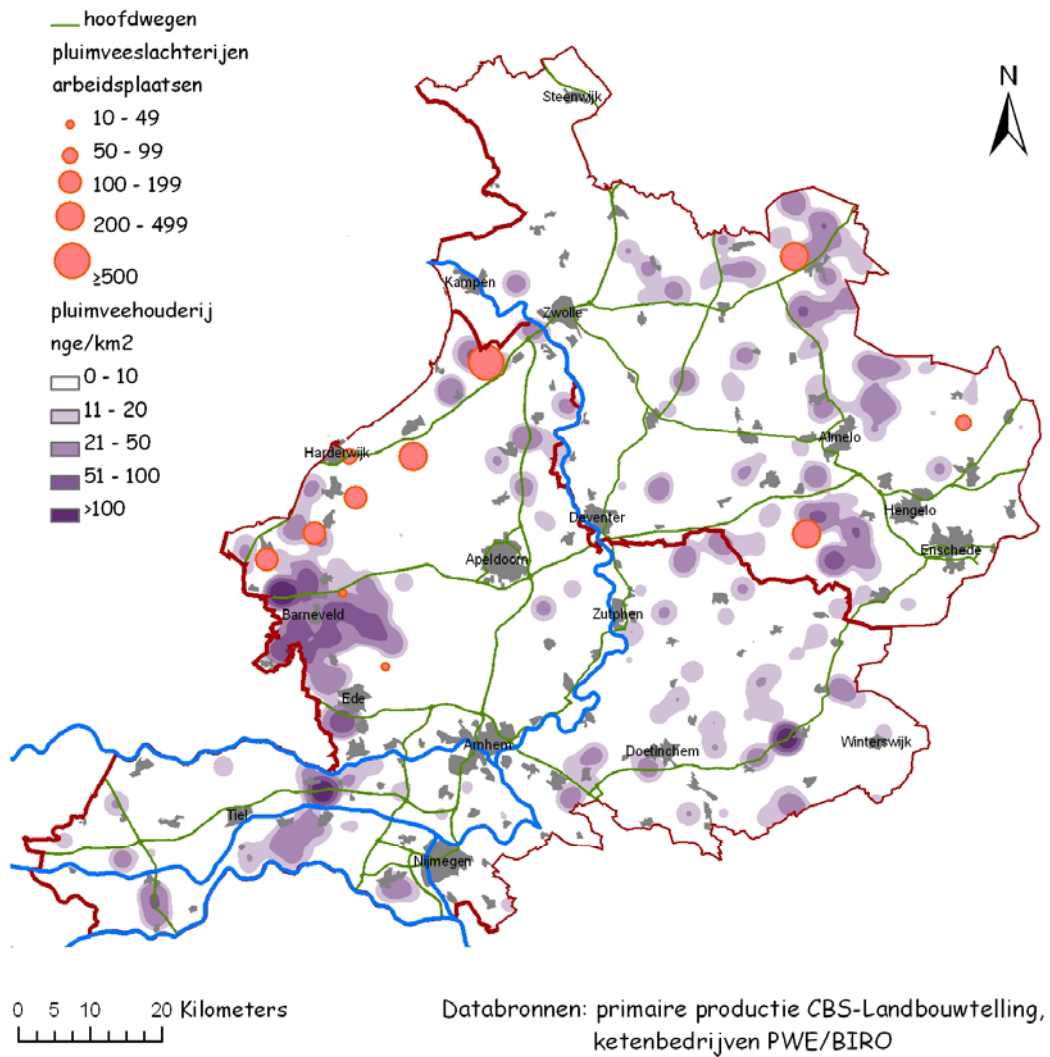 hoofdwegen
pluimveeslachterijen
arbeidsplaatsen
10 - 49
50 - 99
100 - 199
200 - 499
≥500
pluimveehouderij
nge/km2
0 - 10
11 - 20
21 - 50
51 - 100
>100
N
Steenwijk
Kampen
Zwolle
Harderwijk
Almelo
Hengelo
Deventer
Enschede
Apeldoorn
Barneveld
Zutphen
Ede
Arnhem
Doetinchem
Winterswijk
Tiel
Nijmegen
0 5 10 20 Kilometers
Databronnen: primaire productie CBS-Landbouwtelling,
ketenbedrijven PWE/BIRO